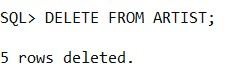 SQL> DELETE FROM ARTIST;
5 rows deleted.